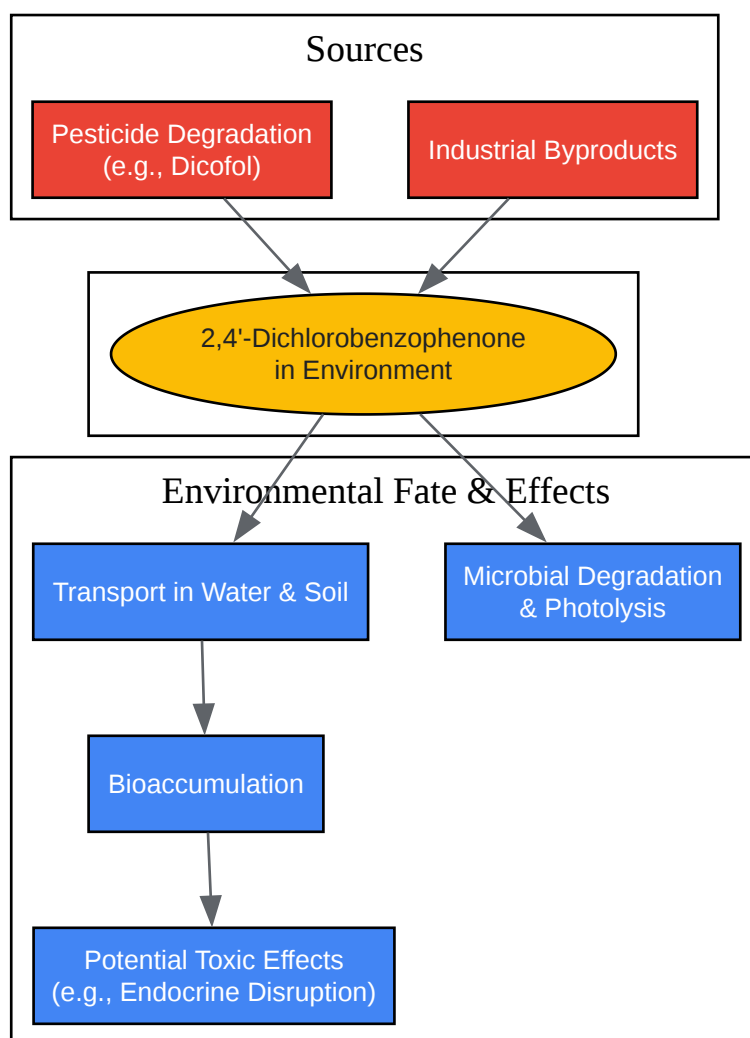 Sources
Pesticide Degradation
(e.g., Dicofol)
Industrial Byproducts
2,4'-Dichlorobenzophenone
in Environment
Environmental Fate & Effects
Transport in Water & Soil
Microbial Degradation
& Photolysis
Bioaccumulation
Potential Toxic Effects
(e.g., Endocrine Disruption)